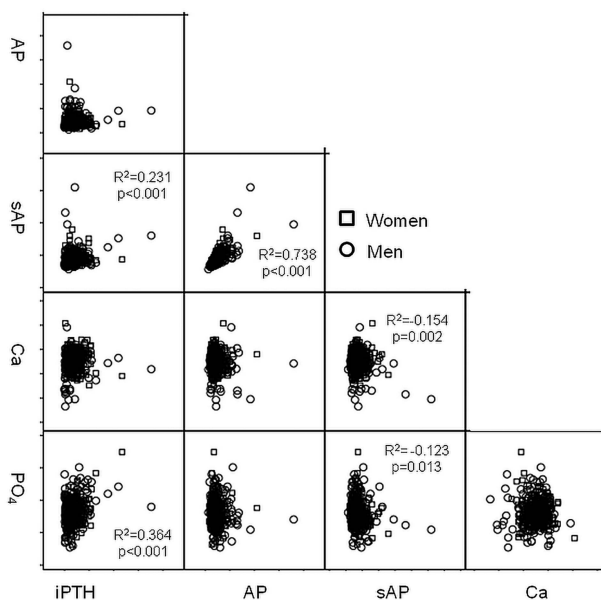 AP
sAP
R²=0.231
p<0.001
R²=0.738
p<0.001
Women
Men
Ca
R²=-0.154
p=0.002
PO₄
R²=0.364
p<0.001
R²=-0.123
p=0.013
iPTH
AP
sAP
Ca